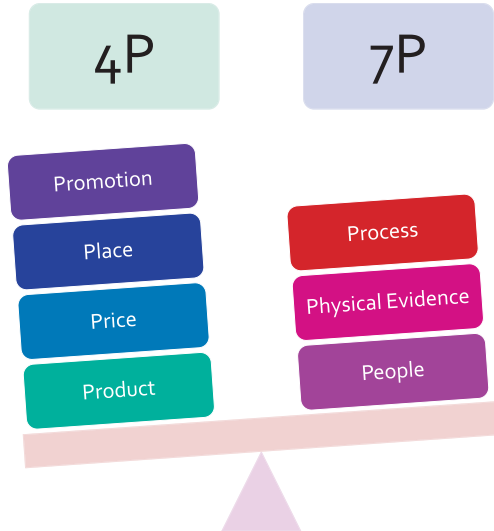 4P
7P
Promotion
Place
Price
Product
Process
Physical Evidence
People